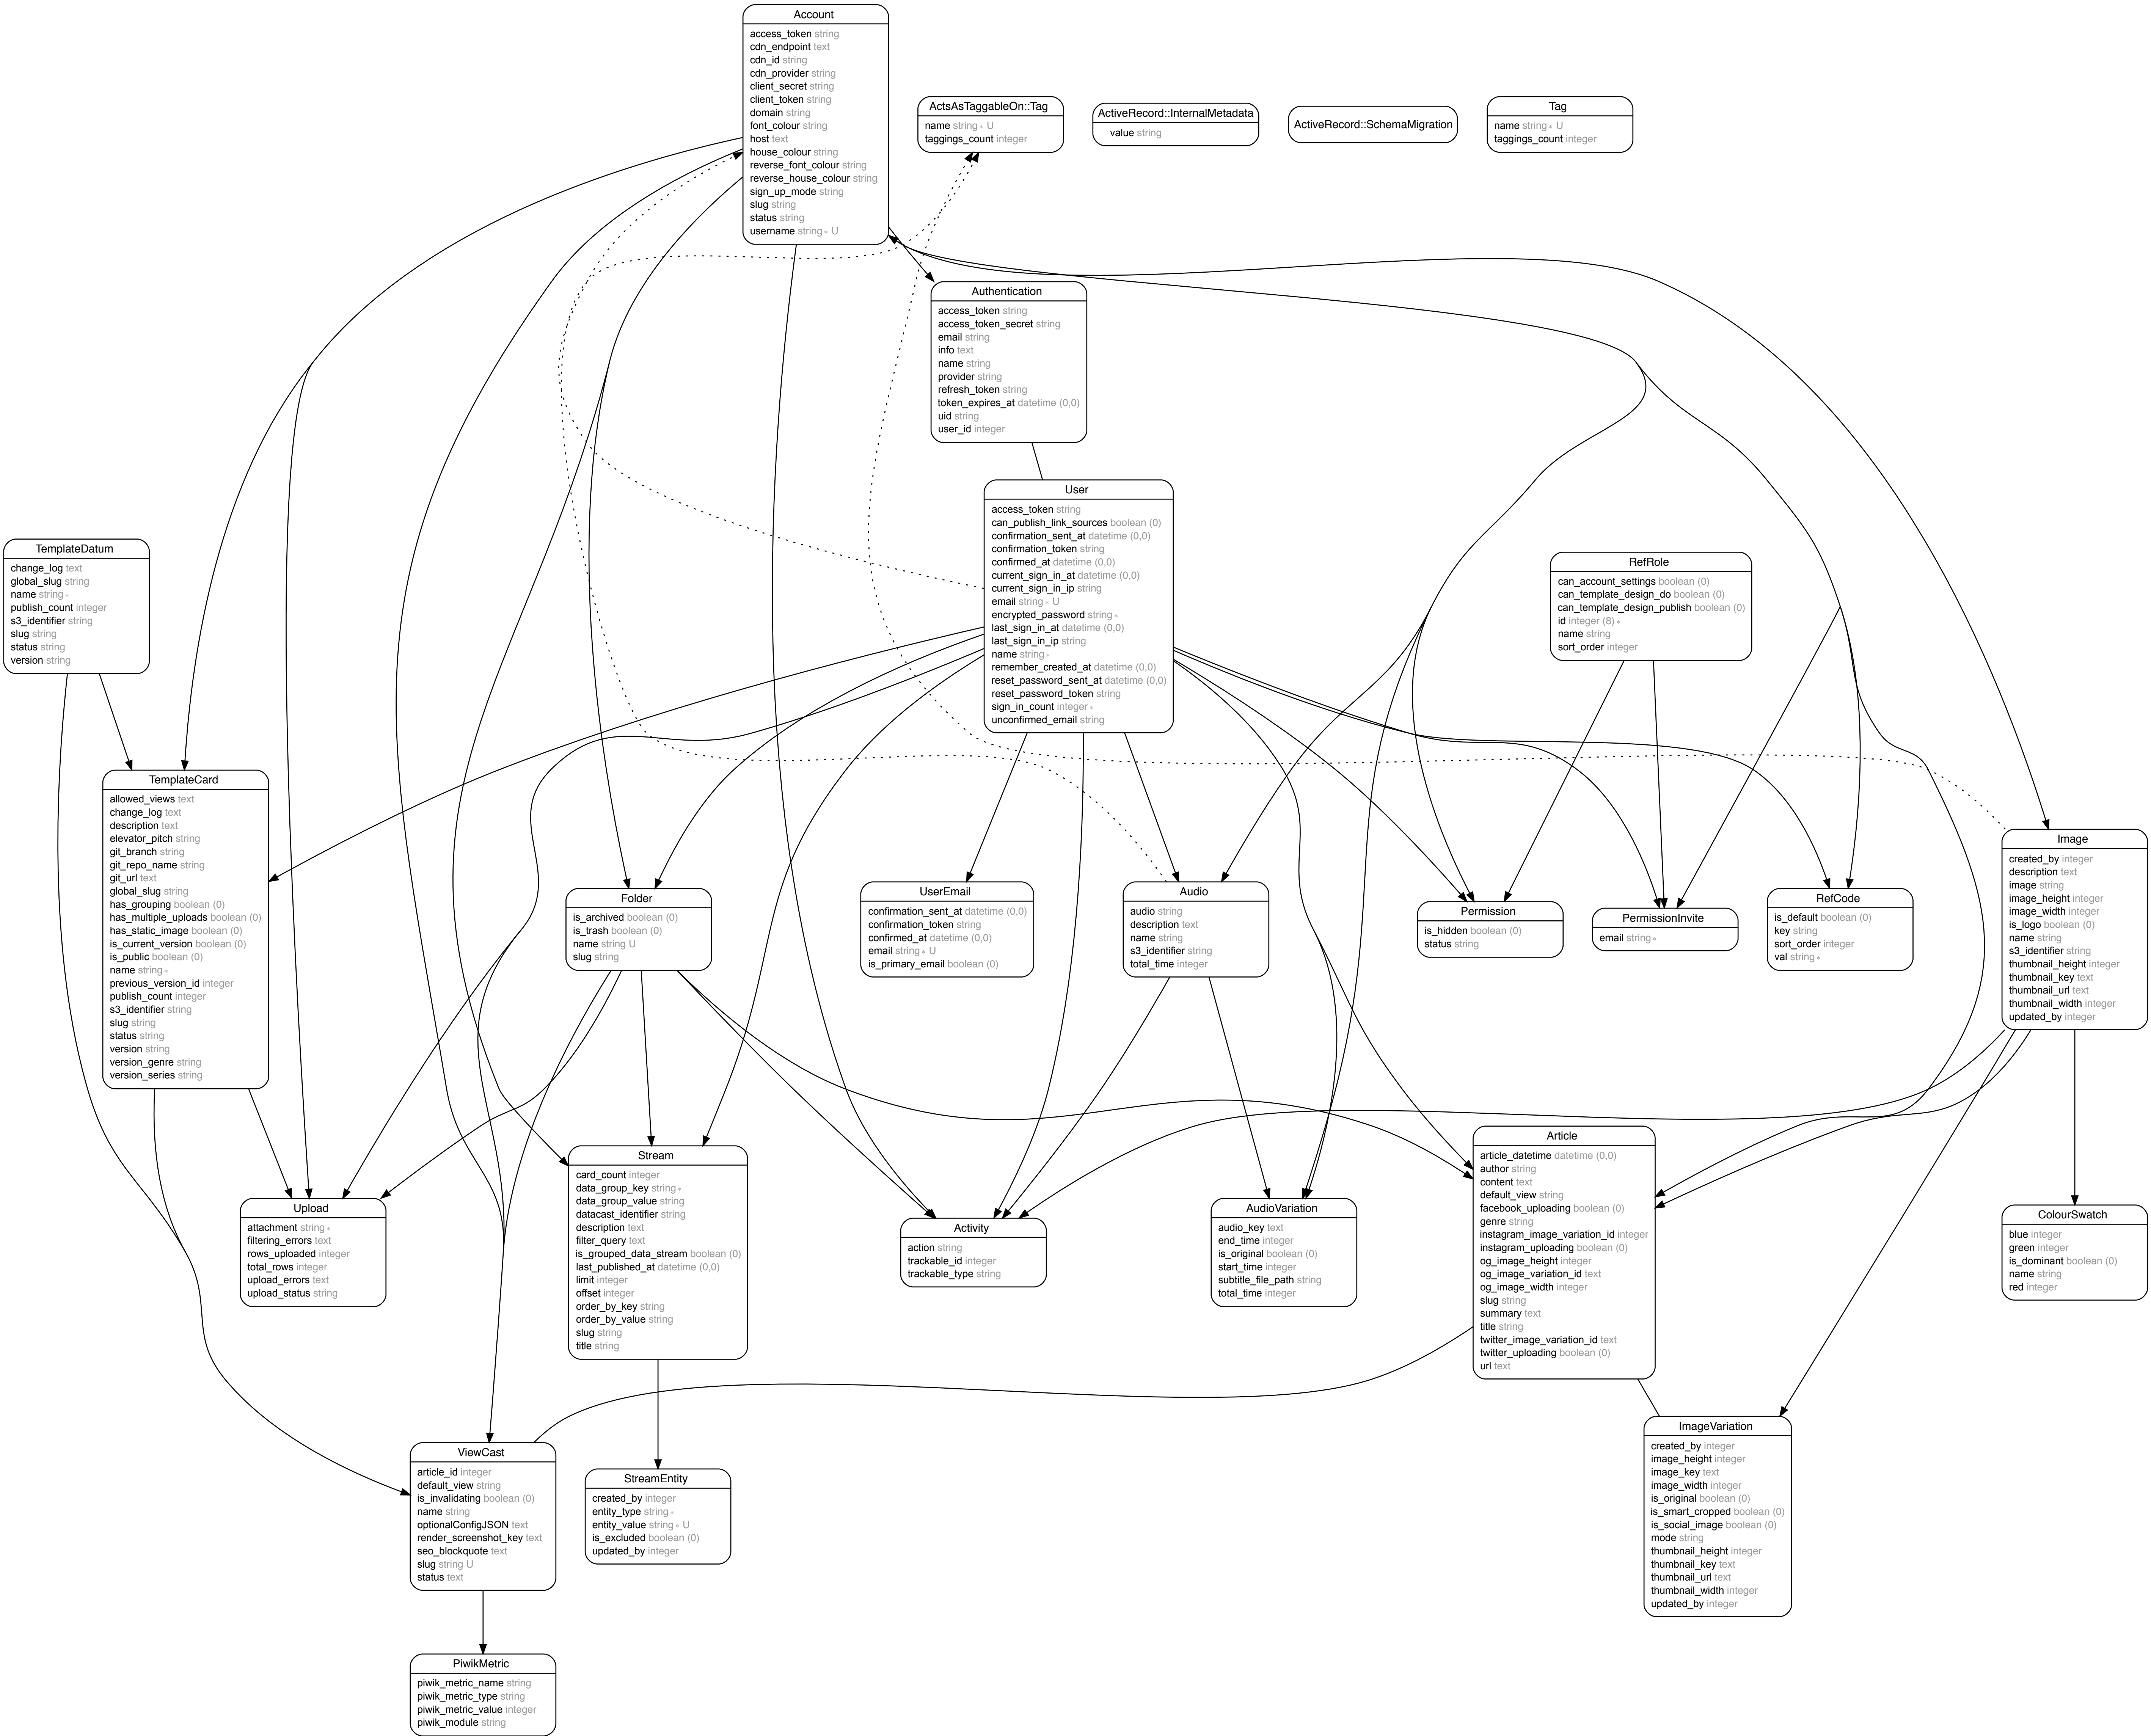 Account
access_token string
cdn_endpoint text
cdn_id string
cdn_provider string
client_secret string
client_token string
domain string
font_colour string
host text
house_colour string
reverse_font_colour string
reverse_house_colour string
sign_up_mode string
slug string
status string
username string∗ U
ActsAsTaggableOn::Tag
name string∗ U
taggings_count integer
ActiveRecord::InternalMetadata
value string
ActiveRecord::SchemaMigration
Tag
name string∗ U
taggings_count integer
Authentication
access_token string
access_token_secret string
email string
info text
name string
provider string
refresh_token string
token_expires_at datetime (0,0)
uid string
user_id integer
User
access_token string
can_publish_link_sources boolean (0)
confirmation_sent_at datetime (0,0)
confirmation_token string
confirmed_at datetime (0,0)
current_sign_in_at datetime (0,0)
current_sign_in_ip string
email string∗ U
encrypted_password string∗
last_sign_in_at datetime (0,0)
last_sign_in_ip string
name string∗
remember_created_at datetime (0,0)
reset_password_sent_at datetime (0,0)
reset_password_token string
sign_in_count integer∗
unconfirmed_email string
TemplateDatum
change_log text
global_slug string
name string∗
publish_count integer
s3_identifier string
slug string
status string
version string
RefRole
can_account_settings boolean (0)
can_template_design_do boolean (0)
can_template_design_publish boolean (0)
id integer (8)∗
name string
sort_order integer
TemplateCard
allowed_views text
change_log text
description text
elevator_pitch string
git_branch string
git_repo_name string
git_url text
global_slug string
has_grouping boolean (0)
has_multiple_uploads boolean (0)
has_static_image boolean (0)
is_current_version boolean (0)
is_public boolean (0)
name string∗
previous_version_id integer
publish_count integer
s3_identifier string
slug string
status string
version string
version_genre string
version_series string
Folder
is_archived boolean (0)
is_trash boolean (0)
name string U
slug string
UserEmail
confirmation_sent_at datetime (0,0)
confirmation_token string
confirmed_at datetime (0,0)
email string∗ U
is_primary_email boolean (0)
Audio
audio string
description text
name string
s3_identifier string
total_time integer
Permission
is_hidden boolean (0)
status string
PermissionInvite
email string∗
RefCode
is_default boolean (0)
key string
sort_order integer
val string∗
Image
created_by integer
description text
image string
image_height integer
image_width integer
is_logo boolean (0)
name string
s3_identifier string
thumbnail_height integer
thumbnail_key text
thumbnail_url text
thumbnail_width integer
updated_by integer
Upload
attachment string∗
filtering_errors text
rows_uploaded integer
total_rows integer
upload_errors text
upload_status string
Stream
card_count integer
data_group_key string∗
data_group_value string
datacast_identifier string
description text
filter_query text
is_grouped_data_stream boolean (0)
last_published_at datetime (0,0)
limit integer
offset integer
order_by_key string
order_by_value string
slug string
title string
Activity
action string
trackable_id integer
trackable_type string
AudioVariation
audio_key text
end_time integer
is_original boolean (0)
start_time integer
subtitle_file_path string
total_time integer
Article
article_datetime datetime (0,0)
author string
content text
default_view string
facebook_uploading boolean (0)
genre string
instagram_image_variation_id integer
instagram_uploading boolean (0)
og_image_height integer
og_image_variation_id text
og_image_width integer
slug string
summary text
title string
twitter_image_variation_id text
twitter_uploading boolean (0)
url text
ColourSwatch
blue integer
green integer
is_dominant boolean (0)
name string
red integer
ViewCast
article_id integer
default_view string
is_invalidating boolean (0)
name string
optionalConfigJSON text
render_screenshot_key text
seo_blockquote text
slug string U
status text
StreamEntity
created_by integer
entity_type string∗
entity_value string∗ U
is_excluded boolean (0)
updated_by integer
ImageVariation
created_by integer
image_height integer
image_key text
image_width integer
is_original boolean (0)
is_smart_cropped boolean (0)
is_social_image boolean (0)
mode string
thumbnail_height integer
thumbnail_key text
thumbnail_url text
thumbnail_width integer
updated_by integer
PiwikMetric
piwik_metric_name string
piwik_metric_type string
piwik_metric_value integer
piwik_module string